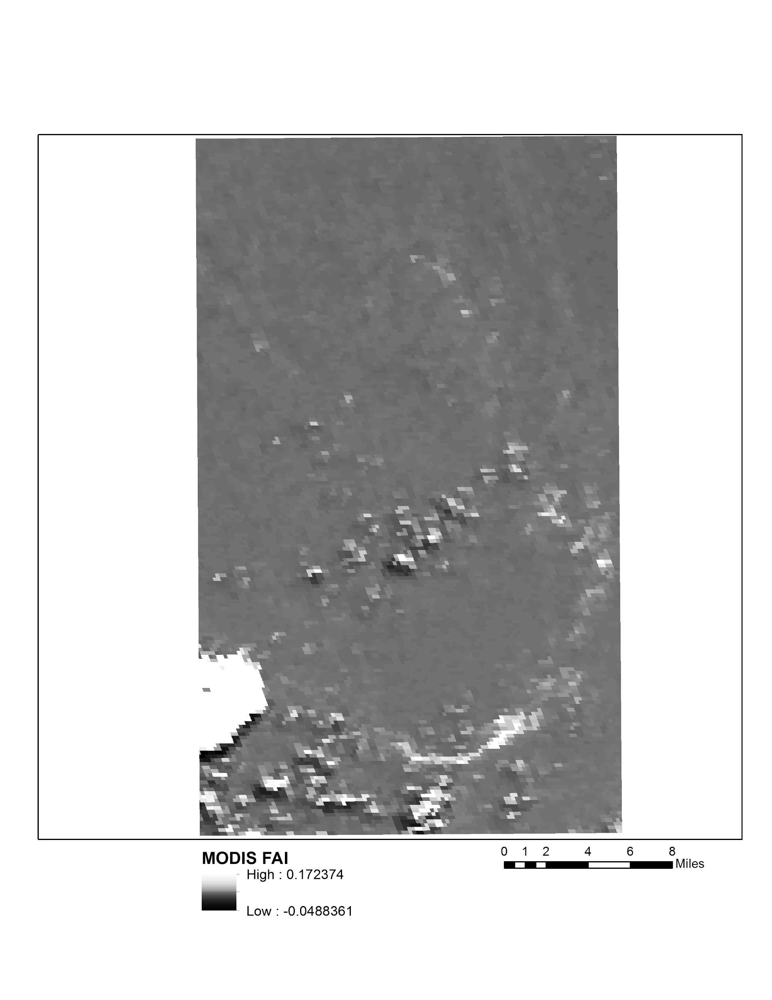 MODIS FAI
High : 0.172374
Low : -0.0488361
0 1 2 4 6 8
Miles